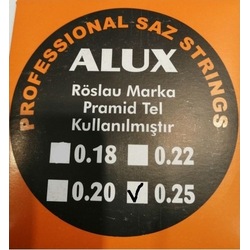 PROFESSIONAL SAZ STRINGS
ALUX
Röslau Marka
Pramid Tel
Kullanılmıştır
0.18 0.22
0.20 ✓ 0.25